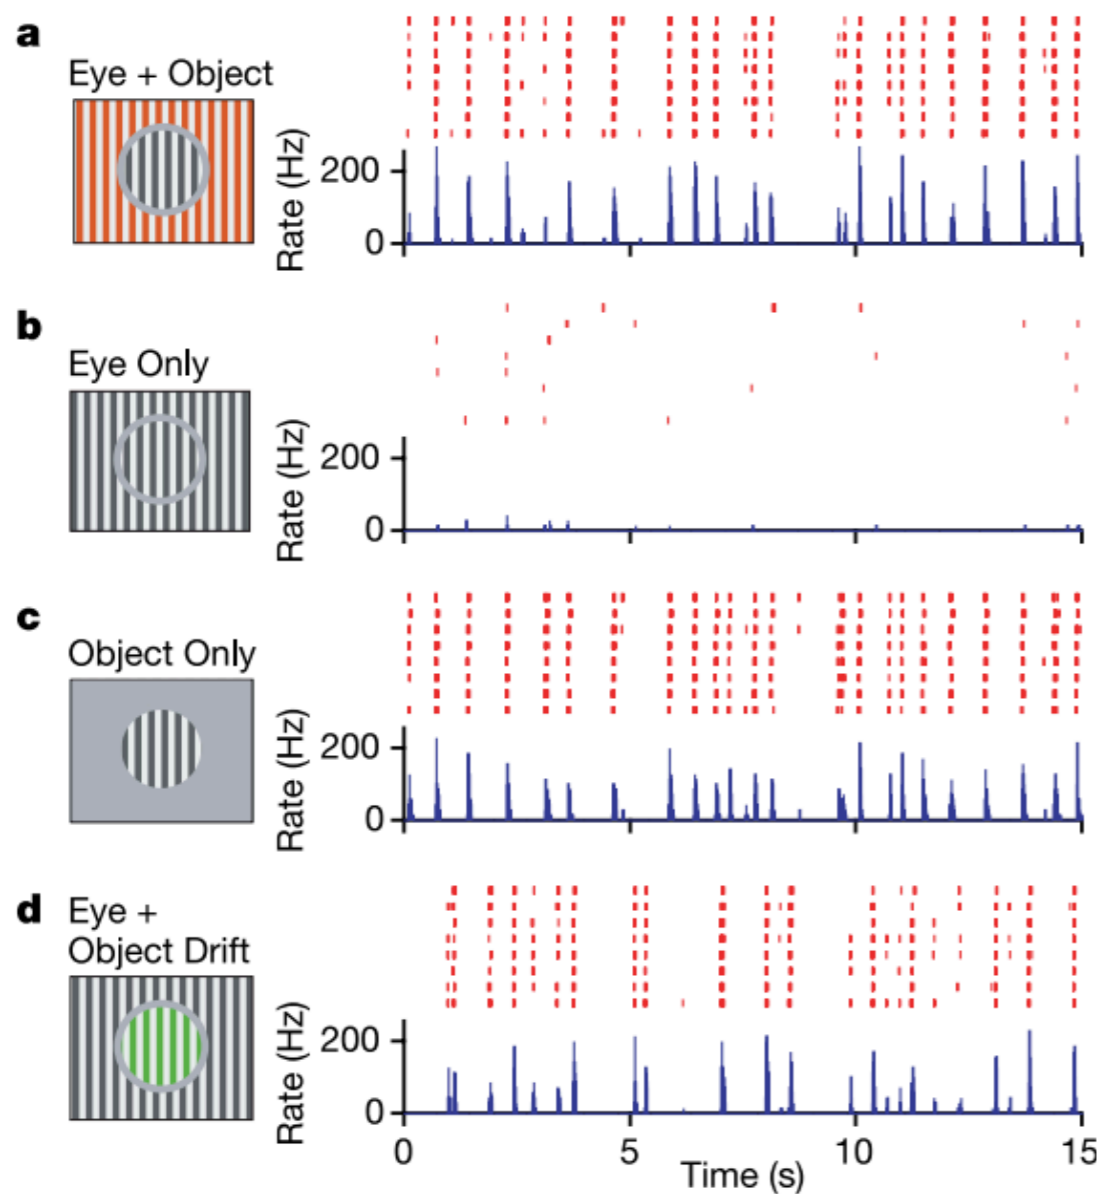 a
Eye + Object
Rate (Hz)
200
0
b
Eye Only
Rate (Hz)
200
0
c
Object Only
Rate (Hz)
200
0
d
Eye +
Object Drift
Rate (Hz)
200
0
0 5 10 15
Time (s)